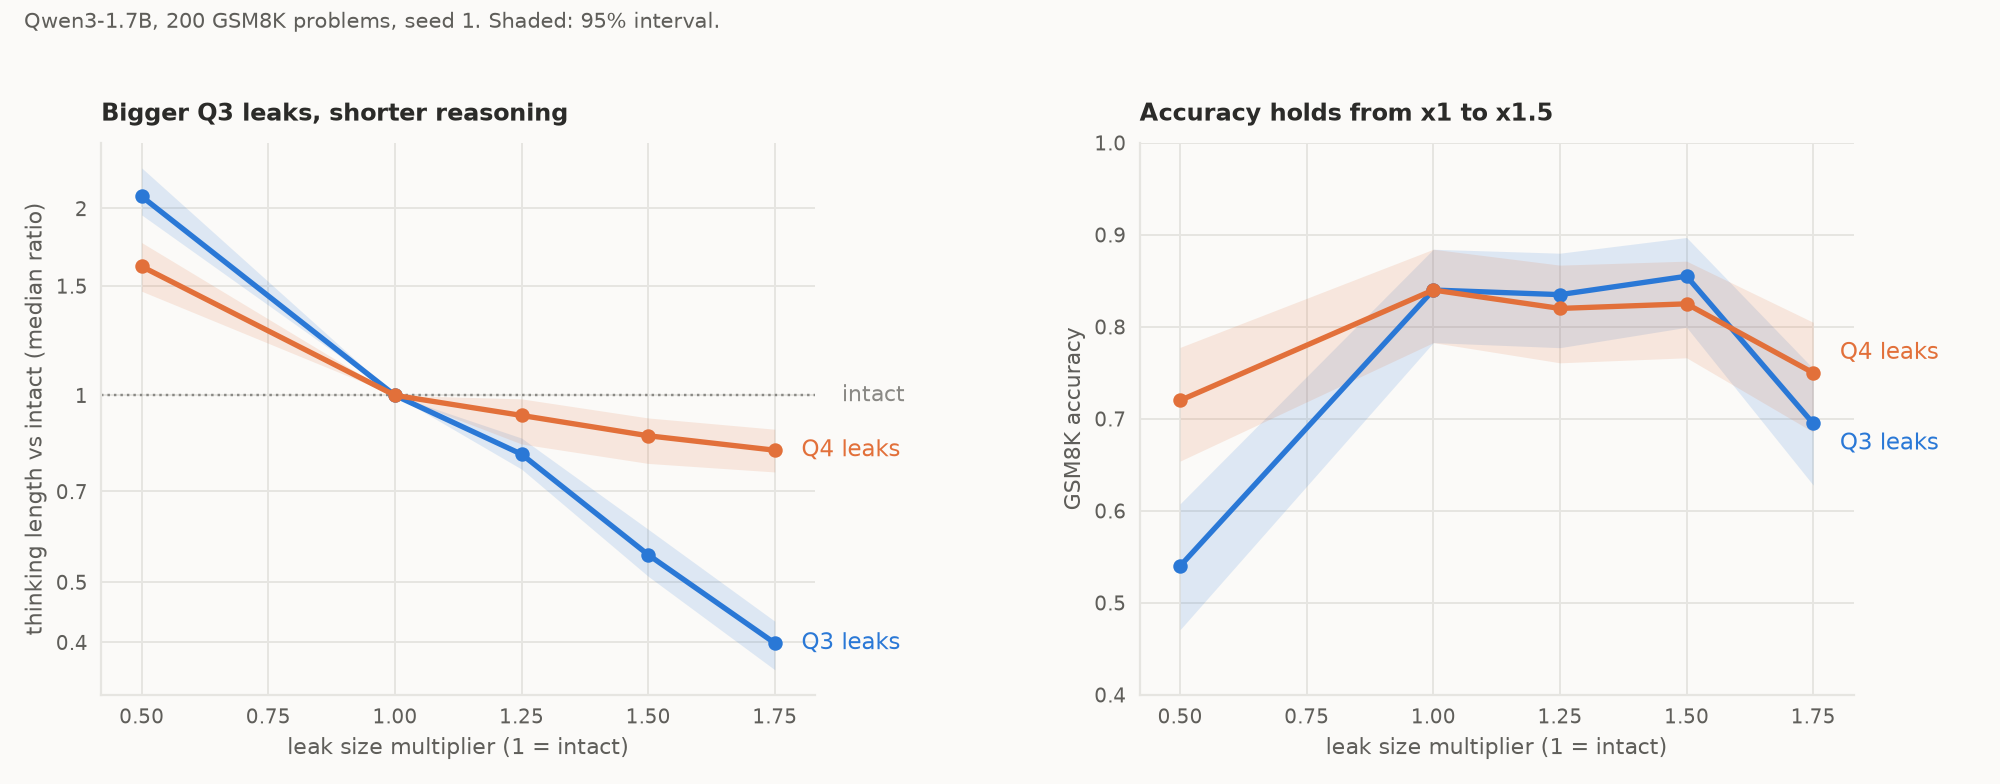 Qwen3-1.7B, 200 GSM8K problems, seed 1. Shaded: 95% interval.
Bigger Q3 leaks, shorter reasoning
thinking length vs intact (median ratio)
2
1.5
1
0.7
0.5
0.4
intact
Q4 leaks
Q3 leaks
0.50 0.75 1.00 1.25 1.50 1.75
leak size multiplier (1 = intact)
Accuracy holds from x1 to x1.5
GSM8K accuracy
1.0
0.9
0.8
0.7
0.6
0.5
0.4
Q4 leaks
Q3 leaks
0.50 0.75 1.00 1.25 1.50 1.75
leak size multiplier (1 = intact)